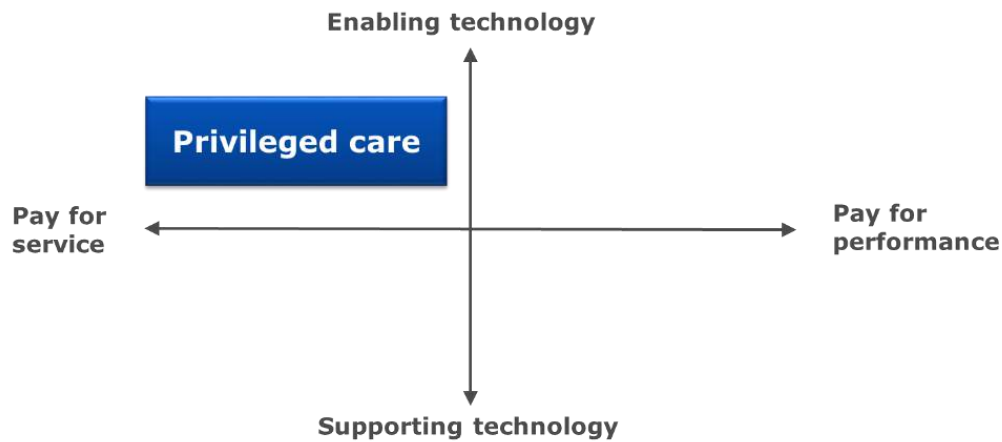 Enabling technology
Privileged care
Pay for
service
Pay for
performance
Supporting technology